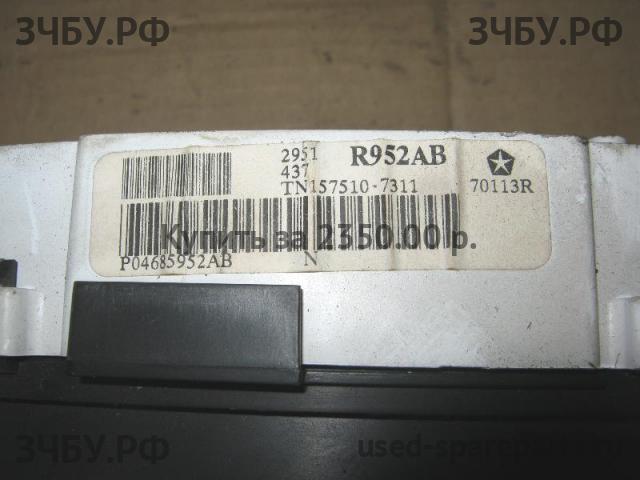 ЗЧБУ.РФ ЗЧБУ.РФ
2951 R952AB
437
TN157510-7311 70113R
Купить за 2350.00 р.
P04685952AB N
ЗЧБУ.РФ used-spareparts.ru